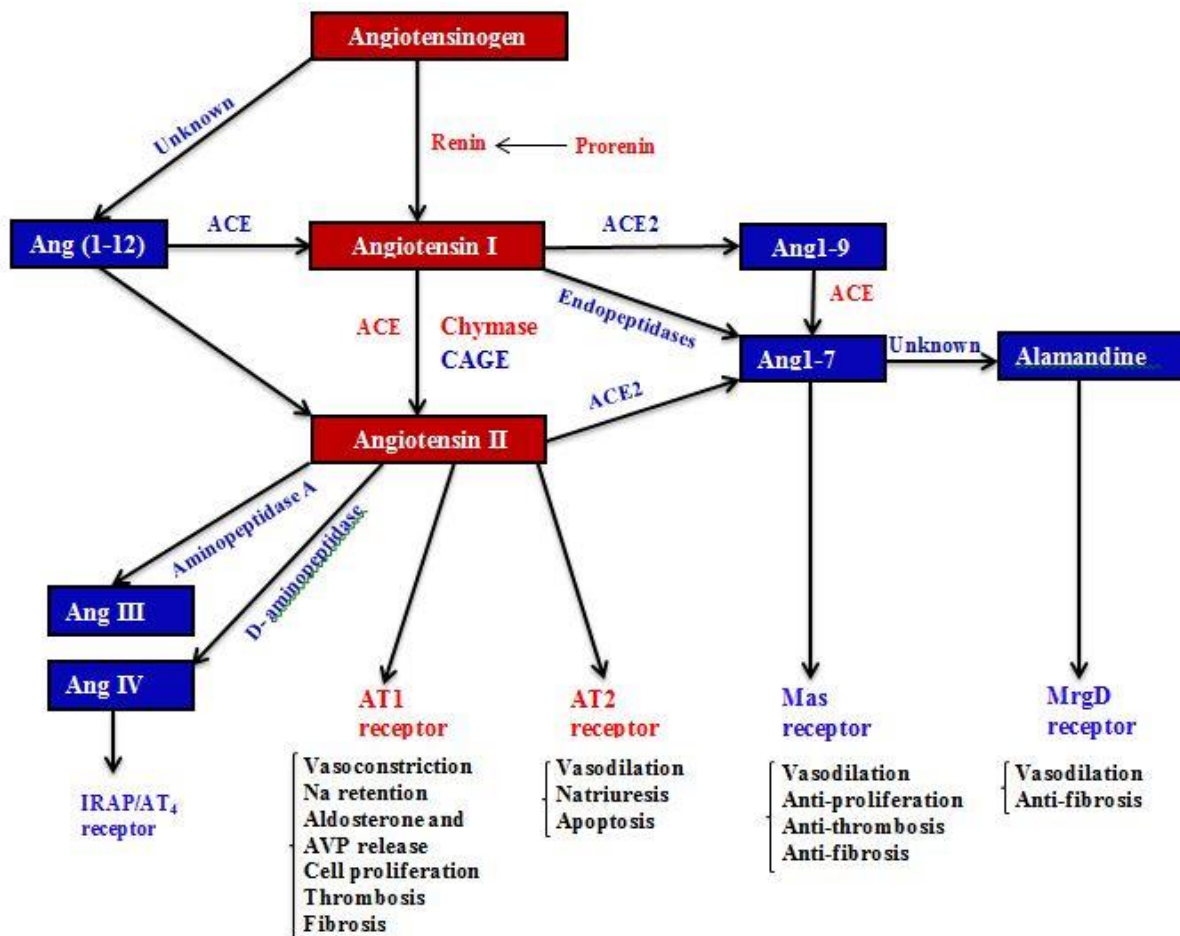 Angiotensinogen
Unknown
Renin
Prorenin
ACE
ACE2
Ang (1-12)
Angiotensin I
Ang1-9
Endopeptidases
ACE
ACE
Chymase
CAGE
Ang1-7
Unknown
Alamandine
ACE2
Angiotensin II
Aminopeptidase A
D- aminopeptidase
Ang III
Ang IV
IRAP/AT₄
receptor
AT1
receptor
Vasoconstriction
Na retention
Aldosterone and
AVP release
Cell proliferation
Thrombosis
Fibrosis
AT2
receptor
Vasodilation
Natriuresis
Apoptosis
Mas
receptor
Vasodilation
Anti-proliferation
Anti-thrombosis
Anti-fibrosis
MrgD
receptor
Vasodilation
Anti-fibrosis